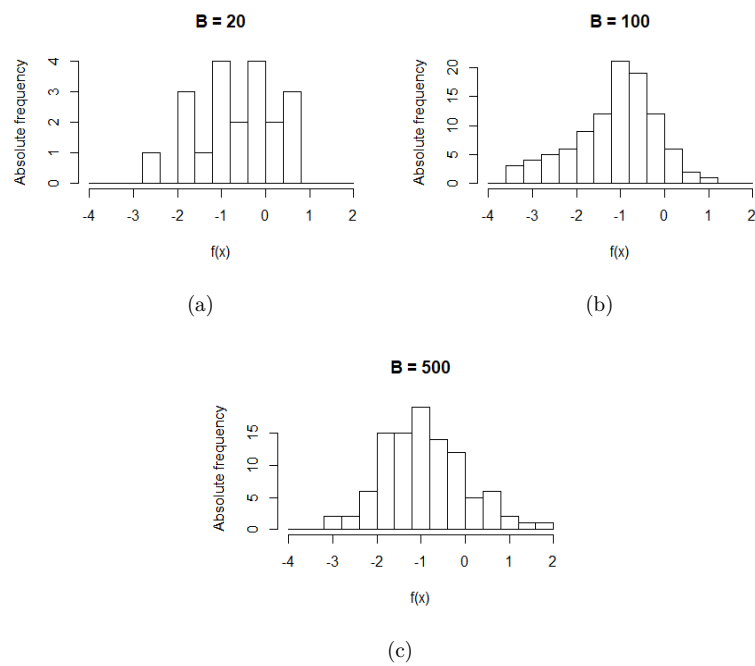 B = 20
Absolute frequency
0 1 2 3 4
-4 -3 -2 -1 0 1 2
f(x)
(a)
B = 100
Absolute frequency
0 5 10 15 20
-4 -3 -2 -1 0 1 2
f(x)
(b)
B = 500
Absolute frequency
0 5 10 15
-4 -3 -2 -1 0 1 2
f(x)
(c)